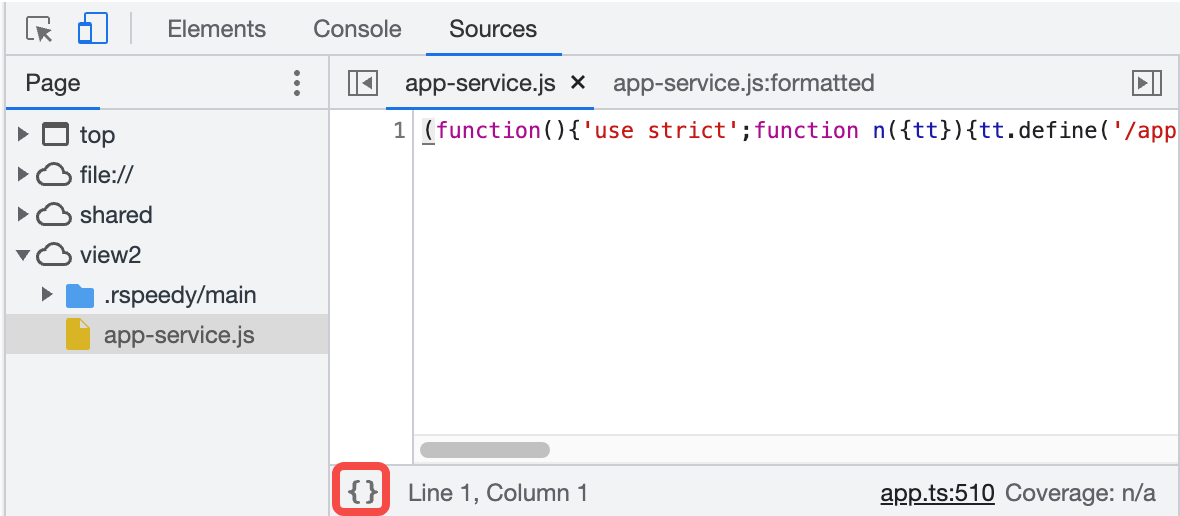 Elements Console Sources
Page
app-service.js × app-service.js:formatted
top
file://
shared
view2
.rspeedy/main
app-service.js
1 (function(){'use strict';function n({tt}){tt.define('/app
{} Line 1, Column 1 app.ts:510 Coverage: n/a